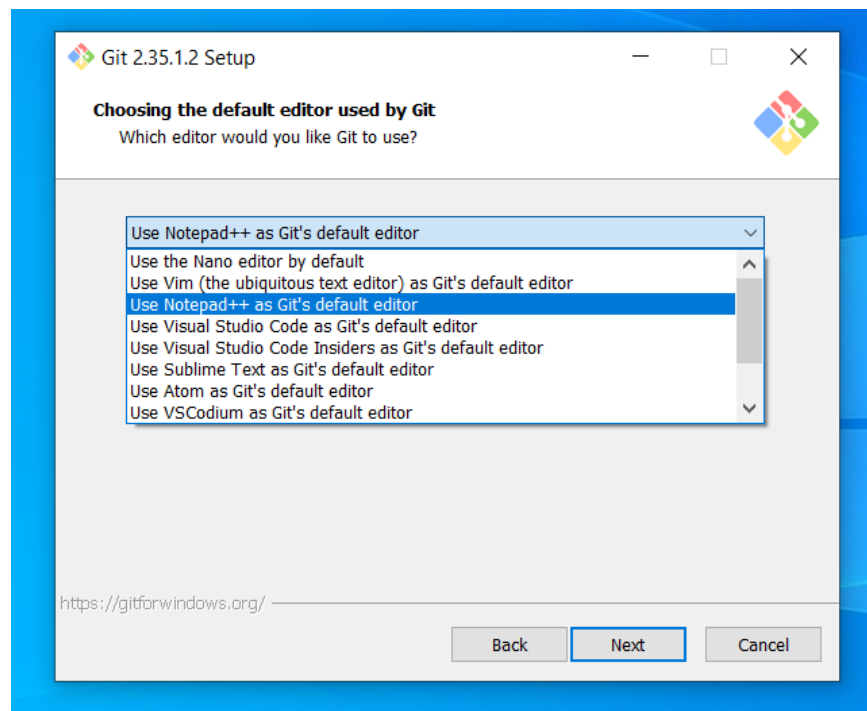 Git 2.35.1.2 Setup
Choosing the default editor used by Git
Which editor would you like Git to use?
Use Notepad++ as Git's default editor
Use the Nano editor by default
Use Vim (the ubiquitous text editor) as Git's default editor
Use Notepad++ as Git's default editor
Use Visual Studio Code as Git's default editor
Use Visual Studio Code Insiders as Git's default editor
Use Sublime Text as Git's default editor
Use Atom as Git's default editor
Use VSCodium as Git's default editor
https://gitforwindows.org/
Back Next Cancel